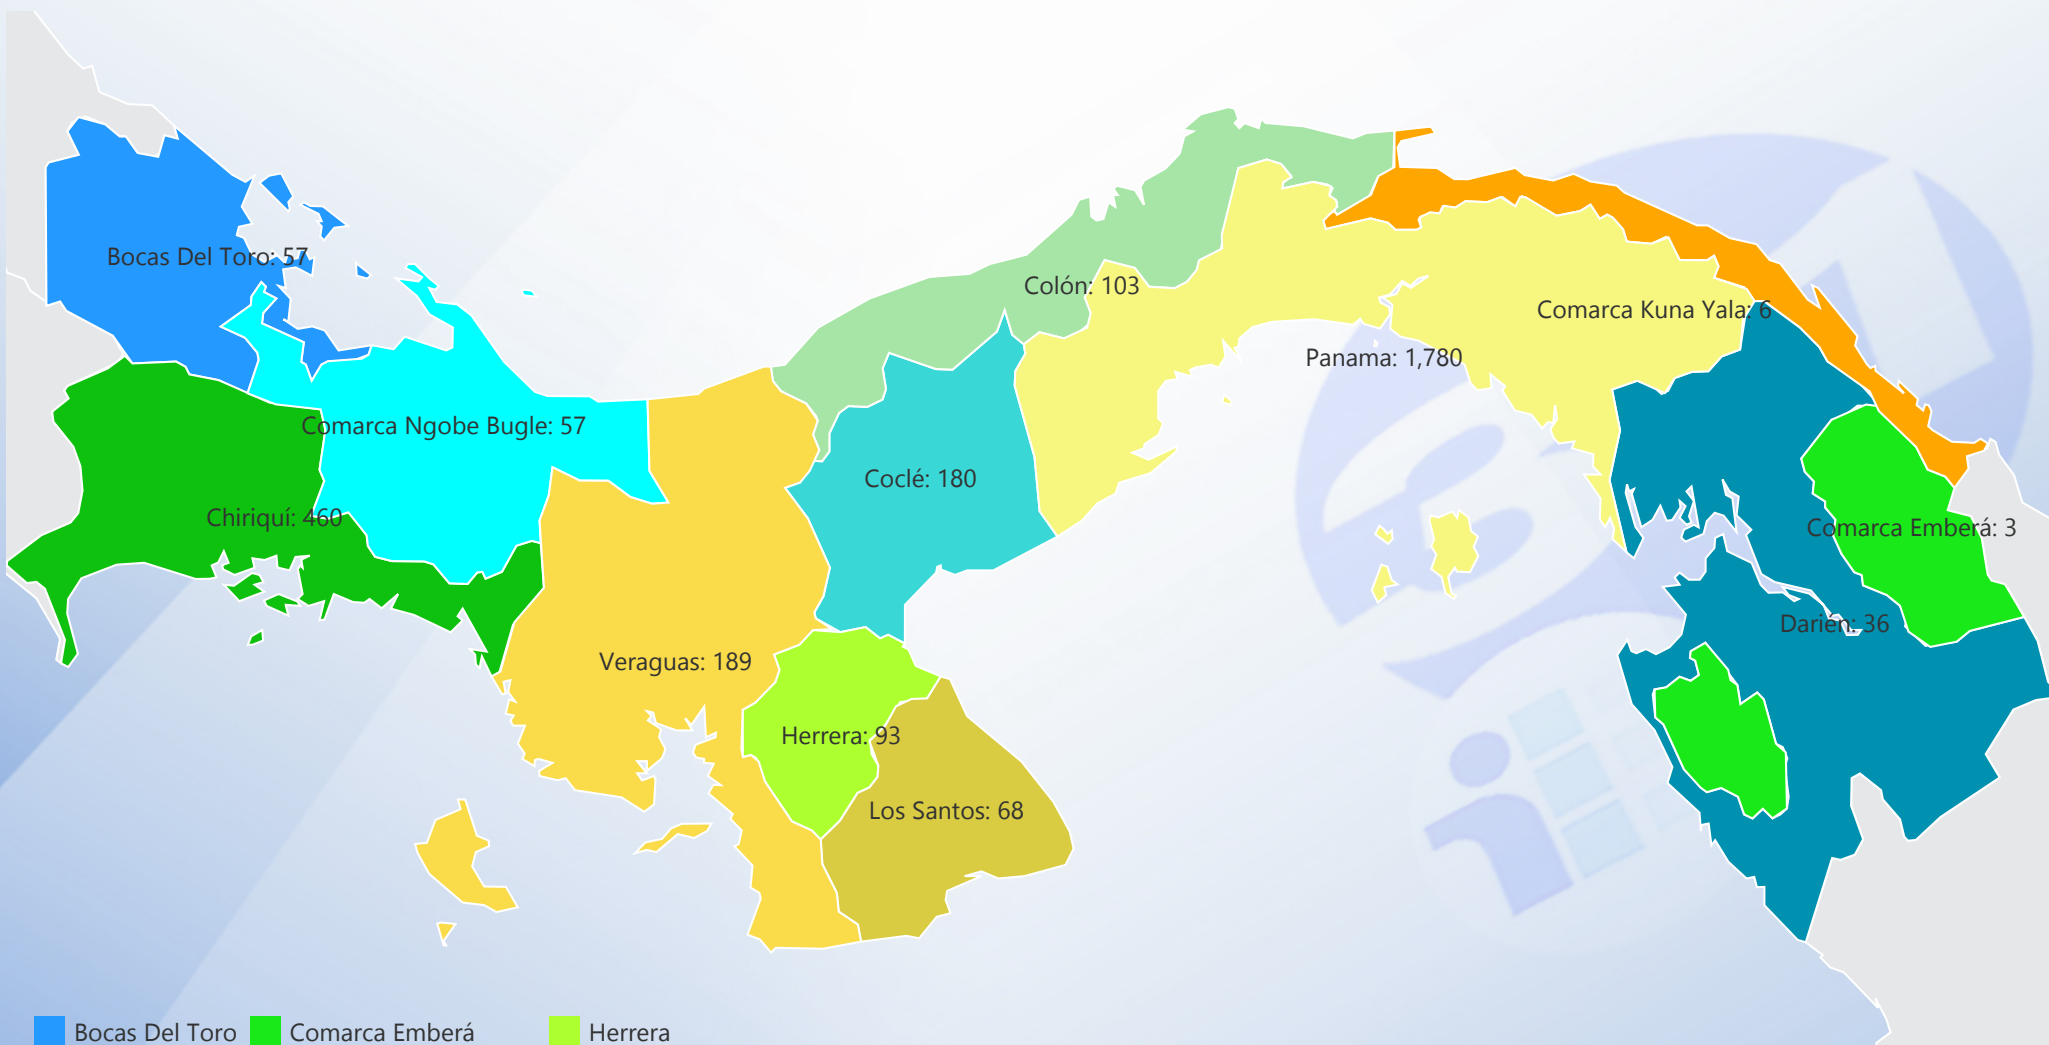 Bocas Del Toro: 57
Colón: 103
Comarca Kuna Yala: 6
Panama: 1,780
Comarca Ngobe Bugle: 57
Coclé: 180
Chiriquí: 460
Comarca Emberá: 3
Darién: 36
Veraguas: 189
Herrera: 93
Los Santos: 68
Bocas Del Toro Comarca Emberá Herrera